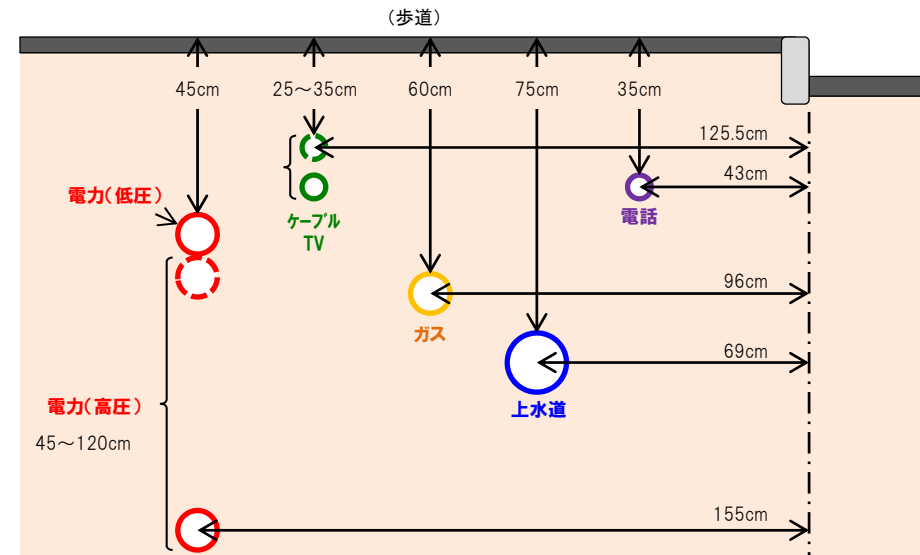 (歩道)
45cm
25～35cm
60cm
75cm
35cm
125.5cm
43cm
電力(低圧)
電話
ケーブル
TV
96cm
ガス
69cm
電力(高圧)
上水道
45～120cm
155cm